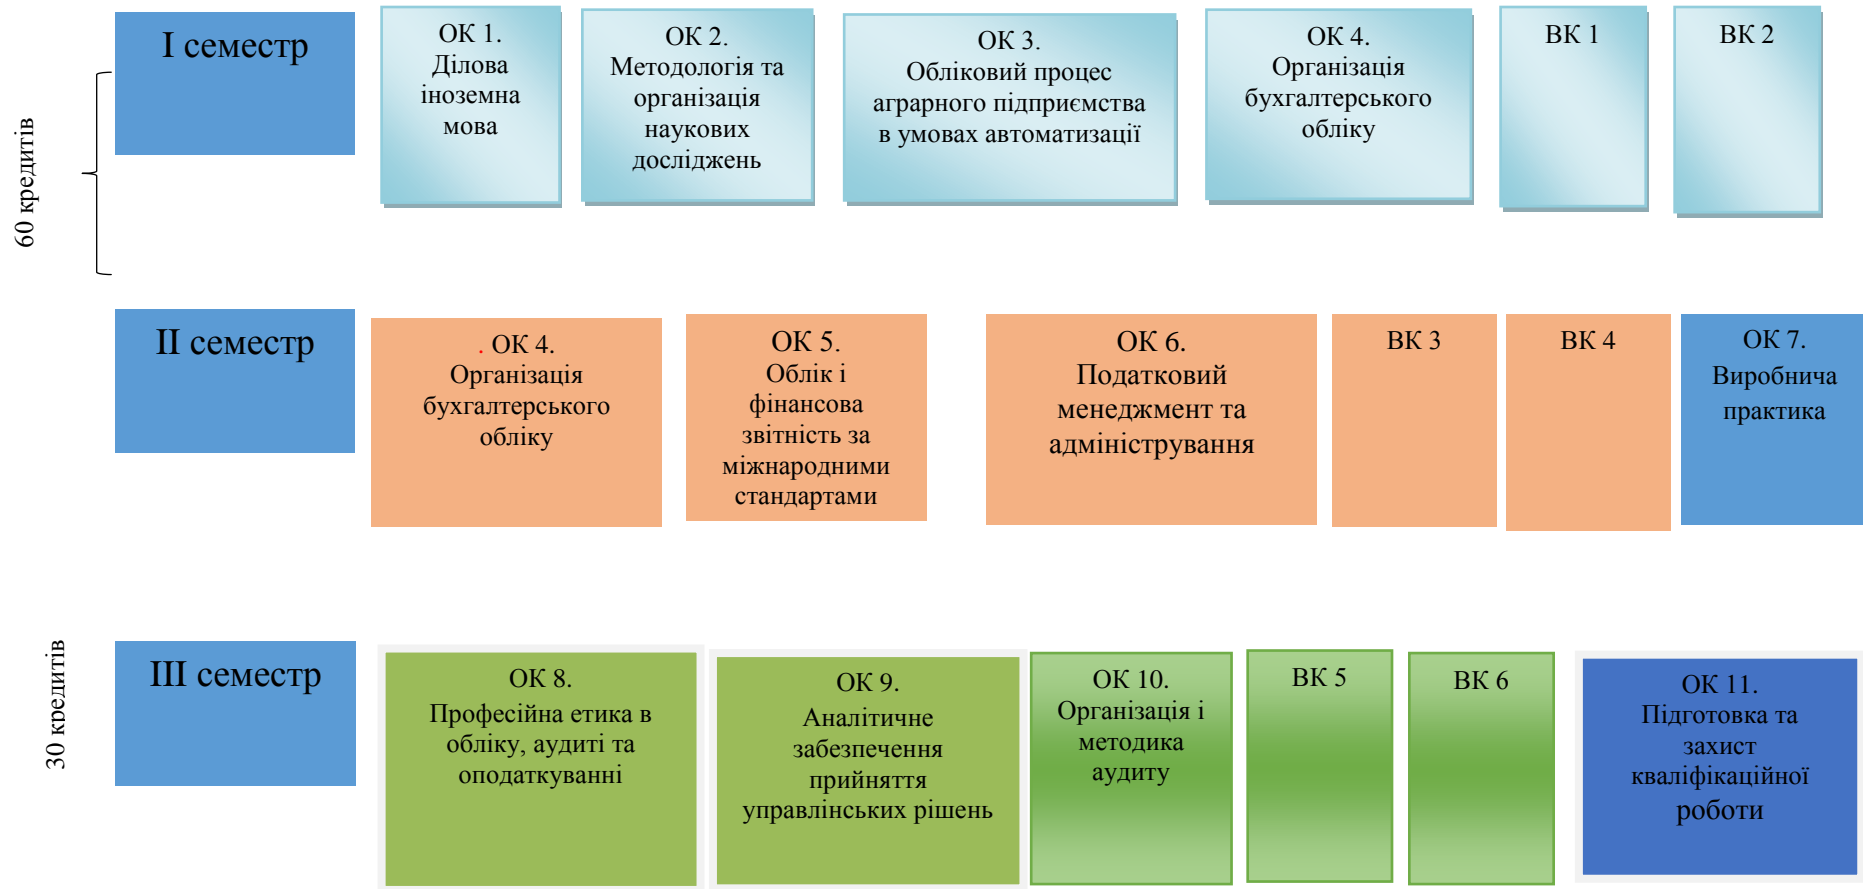 60 кредитів
І семестр
ОК 1.
Ділова
іноземна
мова
ОК 2.
Методологія та
організація
наукових
досліджень
ОК 3.
Обліковий процес
аграрного підприємства
в умовах автоматизації
ОК 4.
Організація
бухгалтерського
обліку
ВК 1
ВК 2
ІІ семестр
. ОК 4.
Організація
бухгалтерського
обліку
ОК 5.
Облік і
фінансова
звітність за
міжнародними
стандартами
ОК 6.
Податковий
менеджмент та
адміністрування
ВК 3
ВК 4
ОК 7.
Виробнича
практика
30 кредитів
ІІІ семестр
ОК 8.
Професійна етика в
обліку, аудиті та
оподаткуванні
ОК 9.
Аналітичне
забезпечення
прийняття
управлінських рішень
ОК 10.
Організація і
методика
аудиту
ВК 5
ВК 6
ОК 11.
Підготовка та
захист
кваліфікаційної
роботи